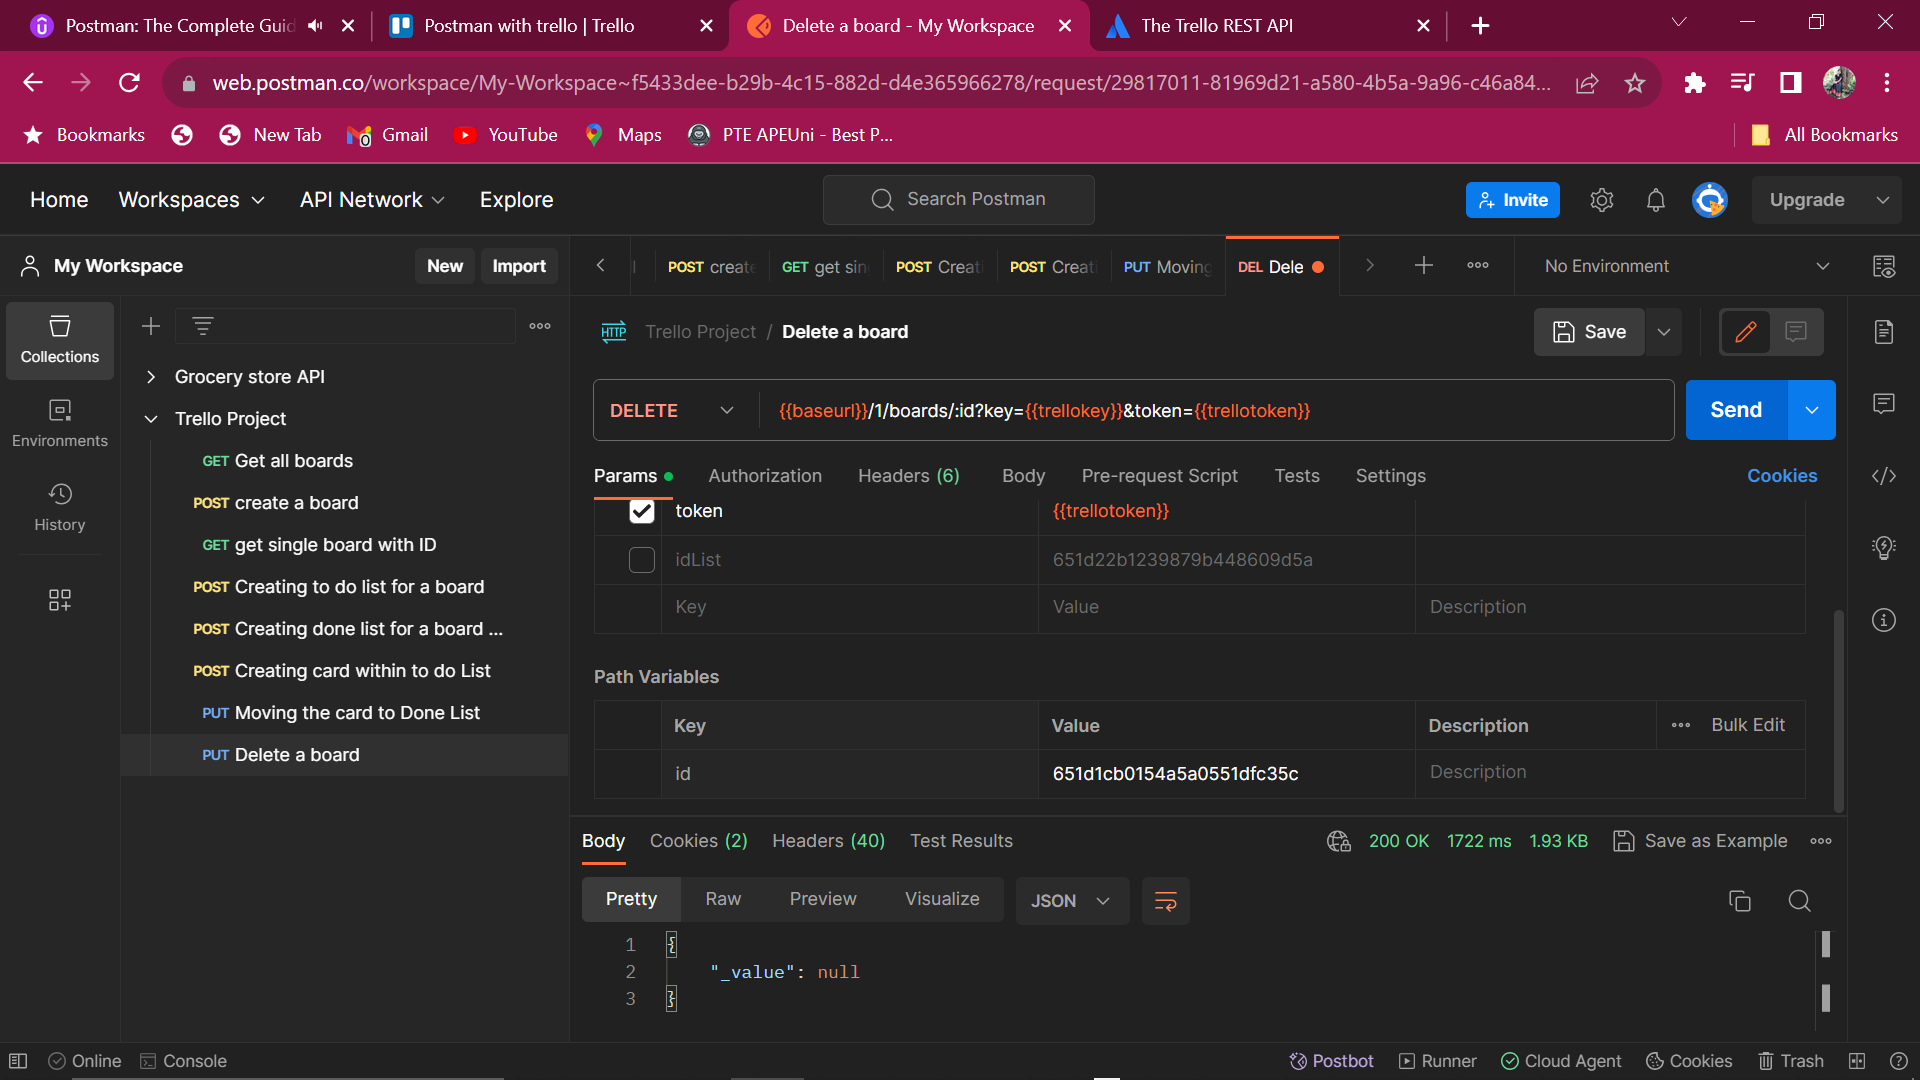 Postman: The Complete Guid
Postman with trello | Trello
Delete a board - My Workspace
The Trello REST API
web.postman.co/workspace/My-Workspace~f5433dee-b29b-4c15-882d-d4e365966278/request/29817011-81969d21-a580-4b5a-9a96-c46a84...
Bookmarks
New Tab
0
Gmail
YouTube
Maps
PTE APEUni - Best P...
All Bookmarks
Home
Workspaces
API Network
Explore
Search Postman
Invite
Upgrade
My Workspace
New
Import
POST create
GET get sin
POST Creati
POST Creati
PUT Moving
DEL Dele
No Environment
Collections
Environments
History
Grocery store API
Trello Project
GET Get all boards
POST create a board
GET get single board with ID
POST Creating to do list for a board
POST Creating done list for a board ...
POST Creating card within to do List
PUT Moving the card to Done List
PUT Delete a board
HTTP
Trello Project / Delete a board
Save
DELETE
{{baseurl}}/1/boards/:id?key={{trellokey}}&token={{trellotoken}}
Send
Params
Authorization
Headers (6)
Body
Pre-request Script
Tests
Settings
Cookies
token {{trellotoken}}
idList 651d22b1239879b448609d5a
Key Value Description
Path Variables
Key Value Description Bulk Edit
id 651d1cb0154a5a0551dfc35c Description
Body
Cookies (2)
Headers (40)
Test Results
200 OK 1722 ms 1.93 KB
Save as Example
Pretty
Raw
Preview
Visualize
JSON
1 {
2 "_value": null
3 }
Online
Console
Postbot
Runner
Cloud Agent
Cookies
Trash